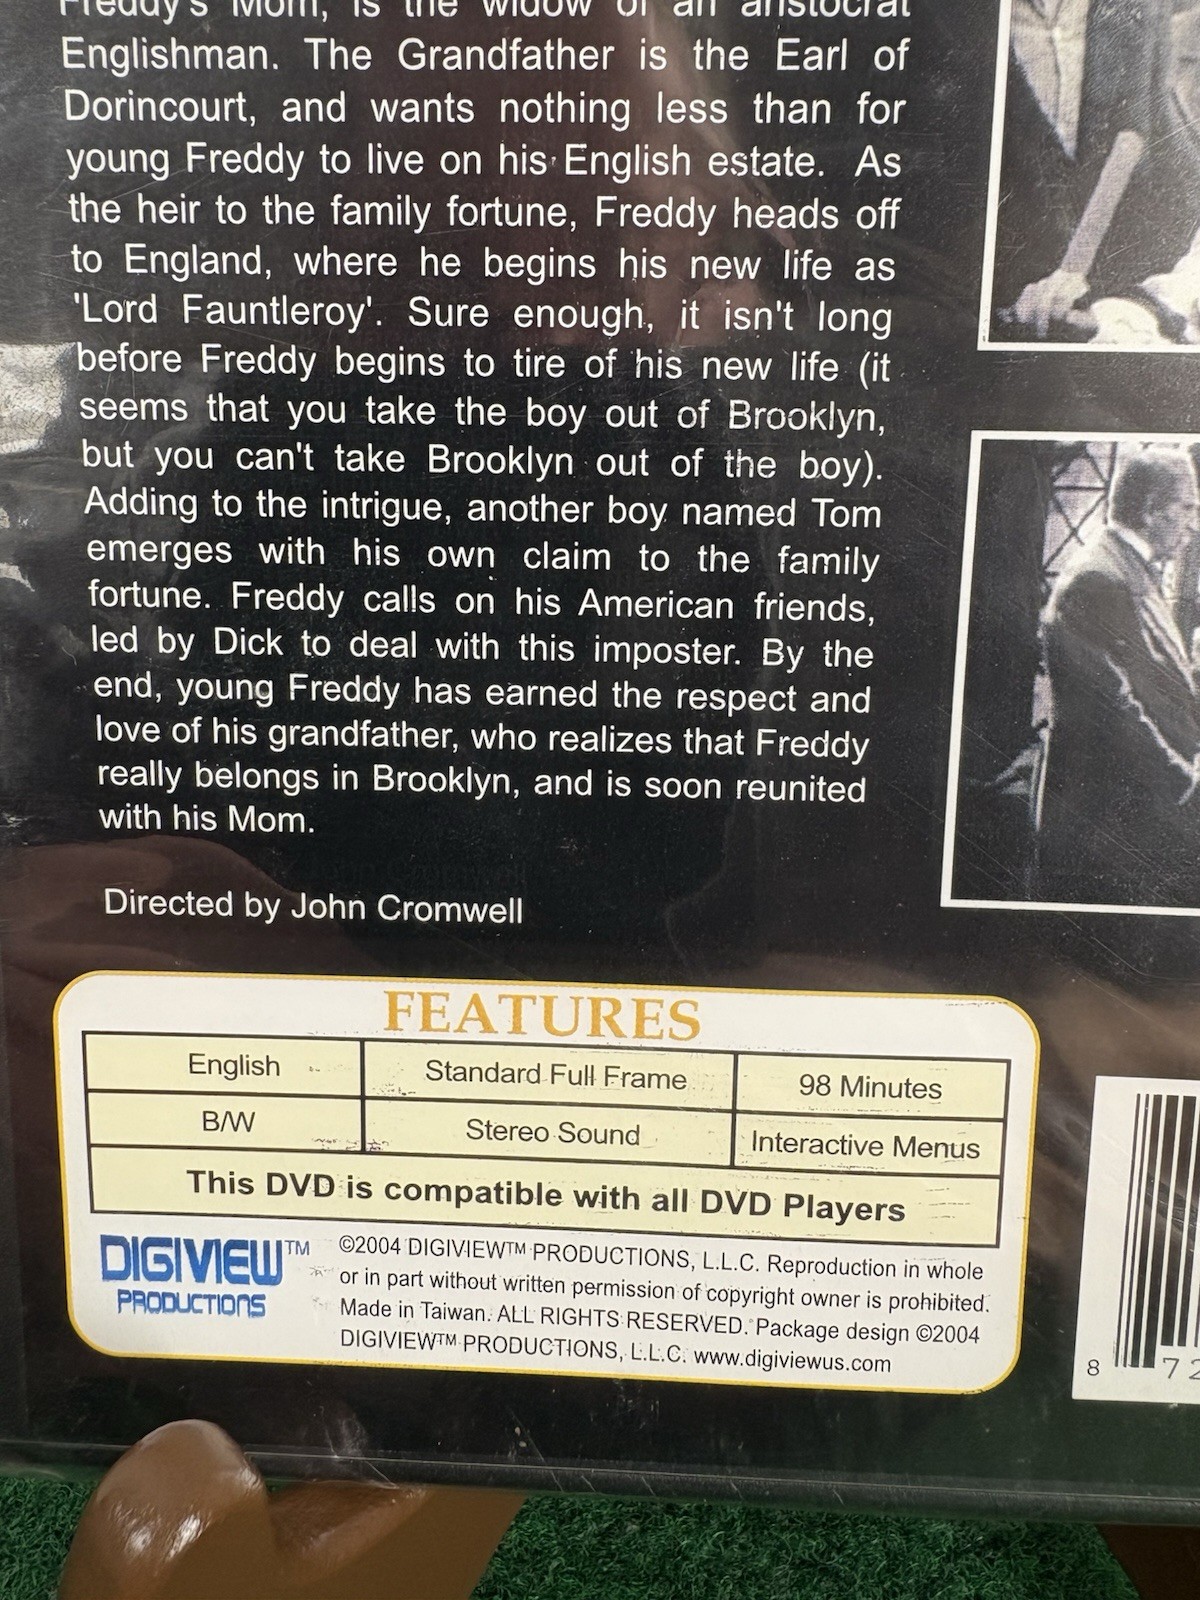 Freddy's Mom, is the widow of an aristocrat
Englishman. The Grandfather is the Earl of
Dorincourt, and wants nothing less than for
young Freddy to live on his English estate. As
the heir to the family fortune, Freddy heads off
to England, where he begins his new life as
'Lord Fauntleroy'. Sure enough, it isn't long
before Freddy begins to tire of his new life (it
seems that you take the boy out of Brooklyn,
but you can't take Brooklyn out of the boy).
Adding to the intrigue, another boy named Tom
emerges with his own claim to the family
fortune. Freddy calls on his American friends,
led by Dick to deal with this imposter. By the
end, young Freddy has earned the respect and
love of his grandfather, who realizes that Freddy
really belongs in Brooklyn, and is soon reunited
with his Mom.
Directed by John Cromwell
FEATURES
English Standard Full Frame 98 Minutes
B/W Stereo Sound Interactive Menus
This DVD is compatible with all DVD Players
DIGIVIEW™
PRODUCTIONS
©2004 DIGIVIEW™ PRODUCTIONS, L.L.C. Reproduction in whole
or in part without written permission of copyright owner is prohibited.
Made in Taiwan. ALL RIGHTS RESERVED. Package design ©2004
DIGIVIEW™ PRODUCTIONS, L.L.C. www.digiviewus.com
8 72